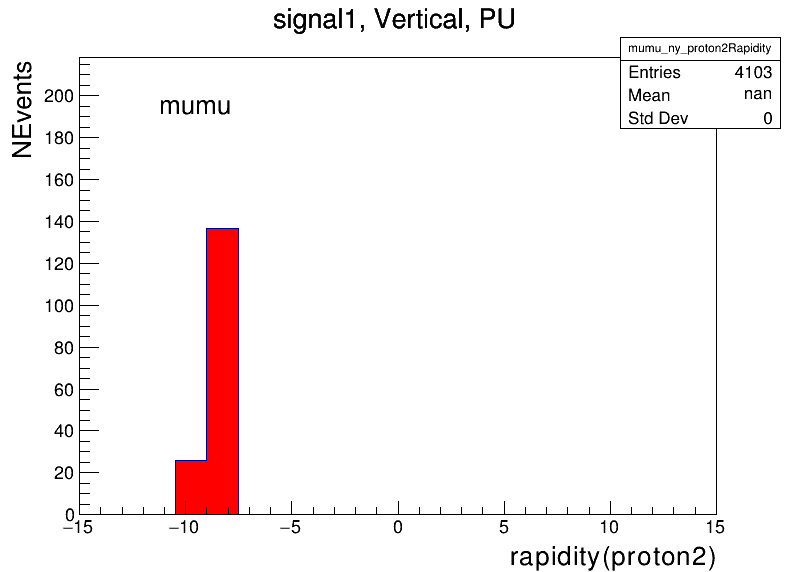 signal1, Vertical, PU
mumu_ny_proton2Rapidity
Entries 4103
Mean nan
Std Dev 0
NEvents
mumu
200
180
160
140
120
100
80
60
40
20
0
−15 −10 −5 0 5 10 15
rapidity(proton2)